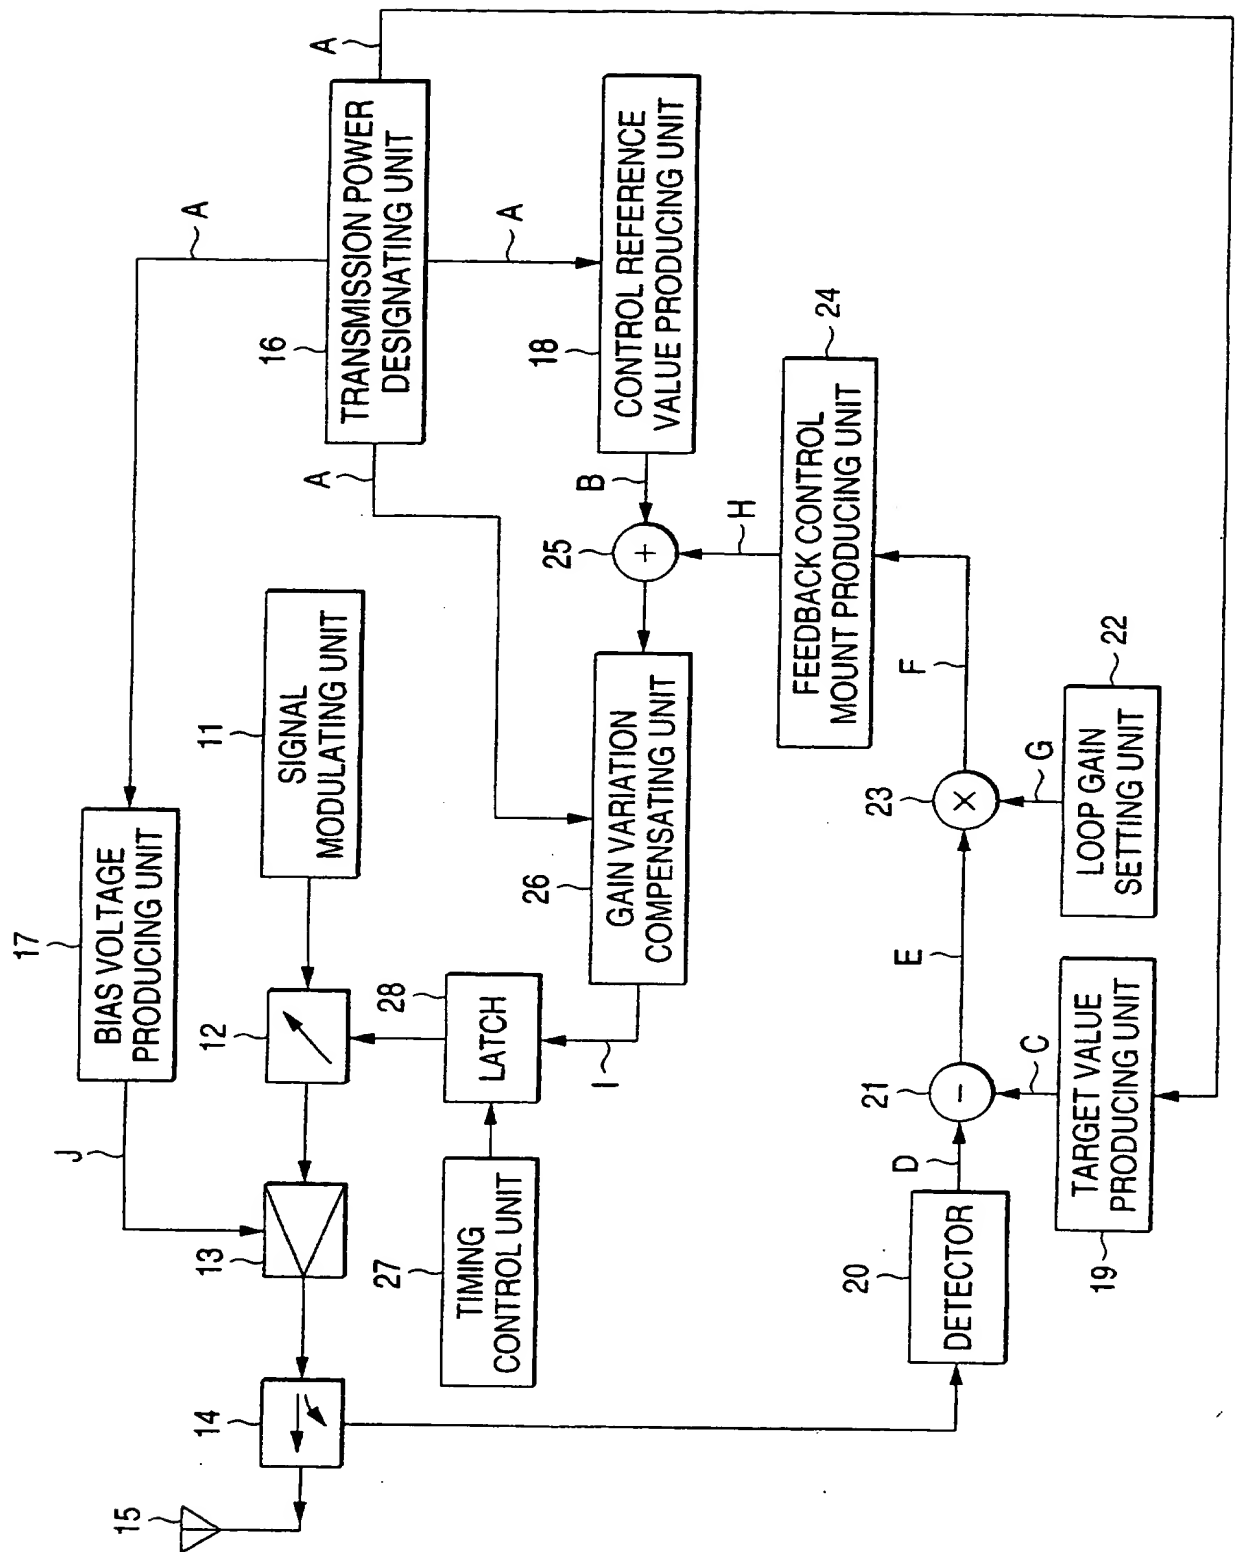 15
14
13
12
11
SIGNAL
MODULATING UNIT
J
17
BIAS VOLTAGE
PRODUCING UNIT
A
27
TIMING
CONTROL UNIT
28
LATCH
I
26
GAIN VARIATION
COMPENSATING UNIT
A
16
TRANSMISSION POWER
DESIGNATING UNIT
A
A
25
+
B
18
CONTROL REFERENCE
VALUE PRODUCING UNIT
H
24
FEEDBACK CONTROL
MOUNT PRODUCING UNIT
20
DETECTOR
D
21
−
E
23
×
F
C
G
19
TARGET VALUE
PRODUCING UNIT
22
LOOP GAIN
SETTING UNIT